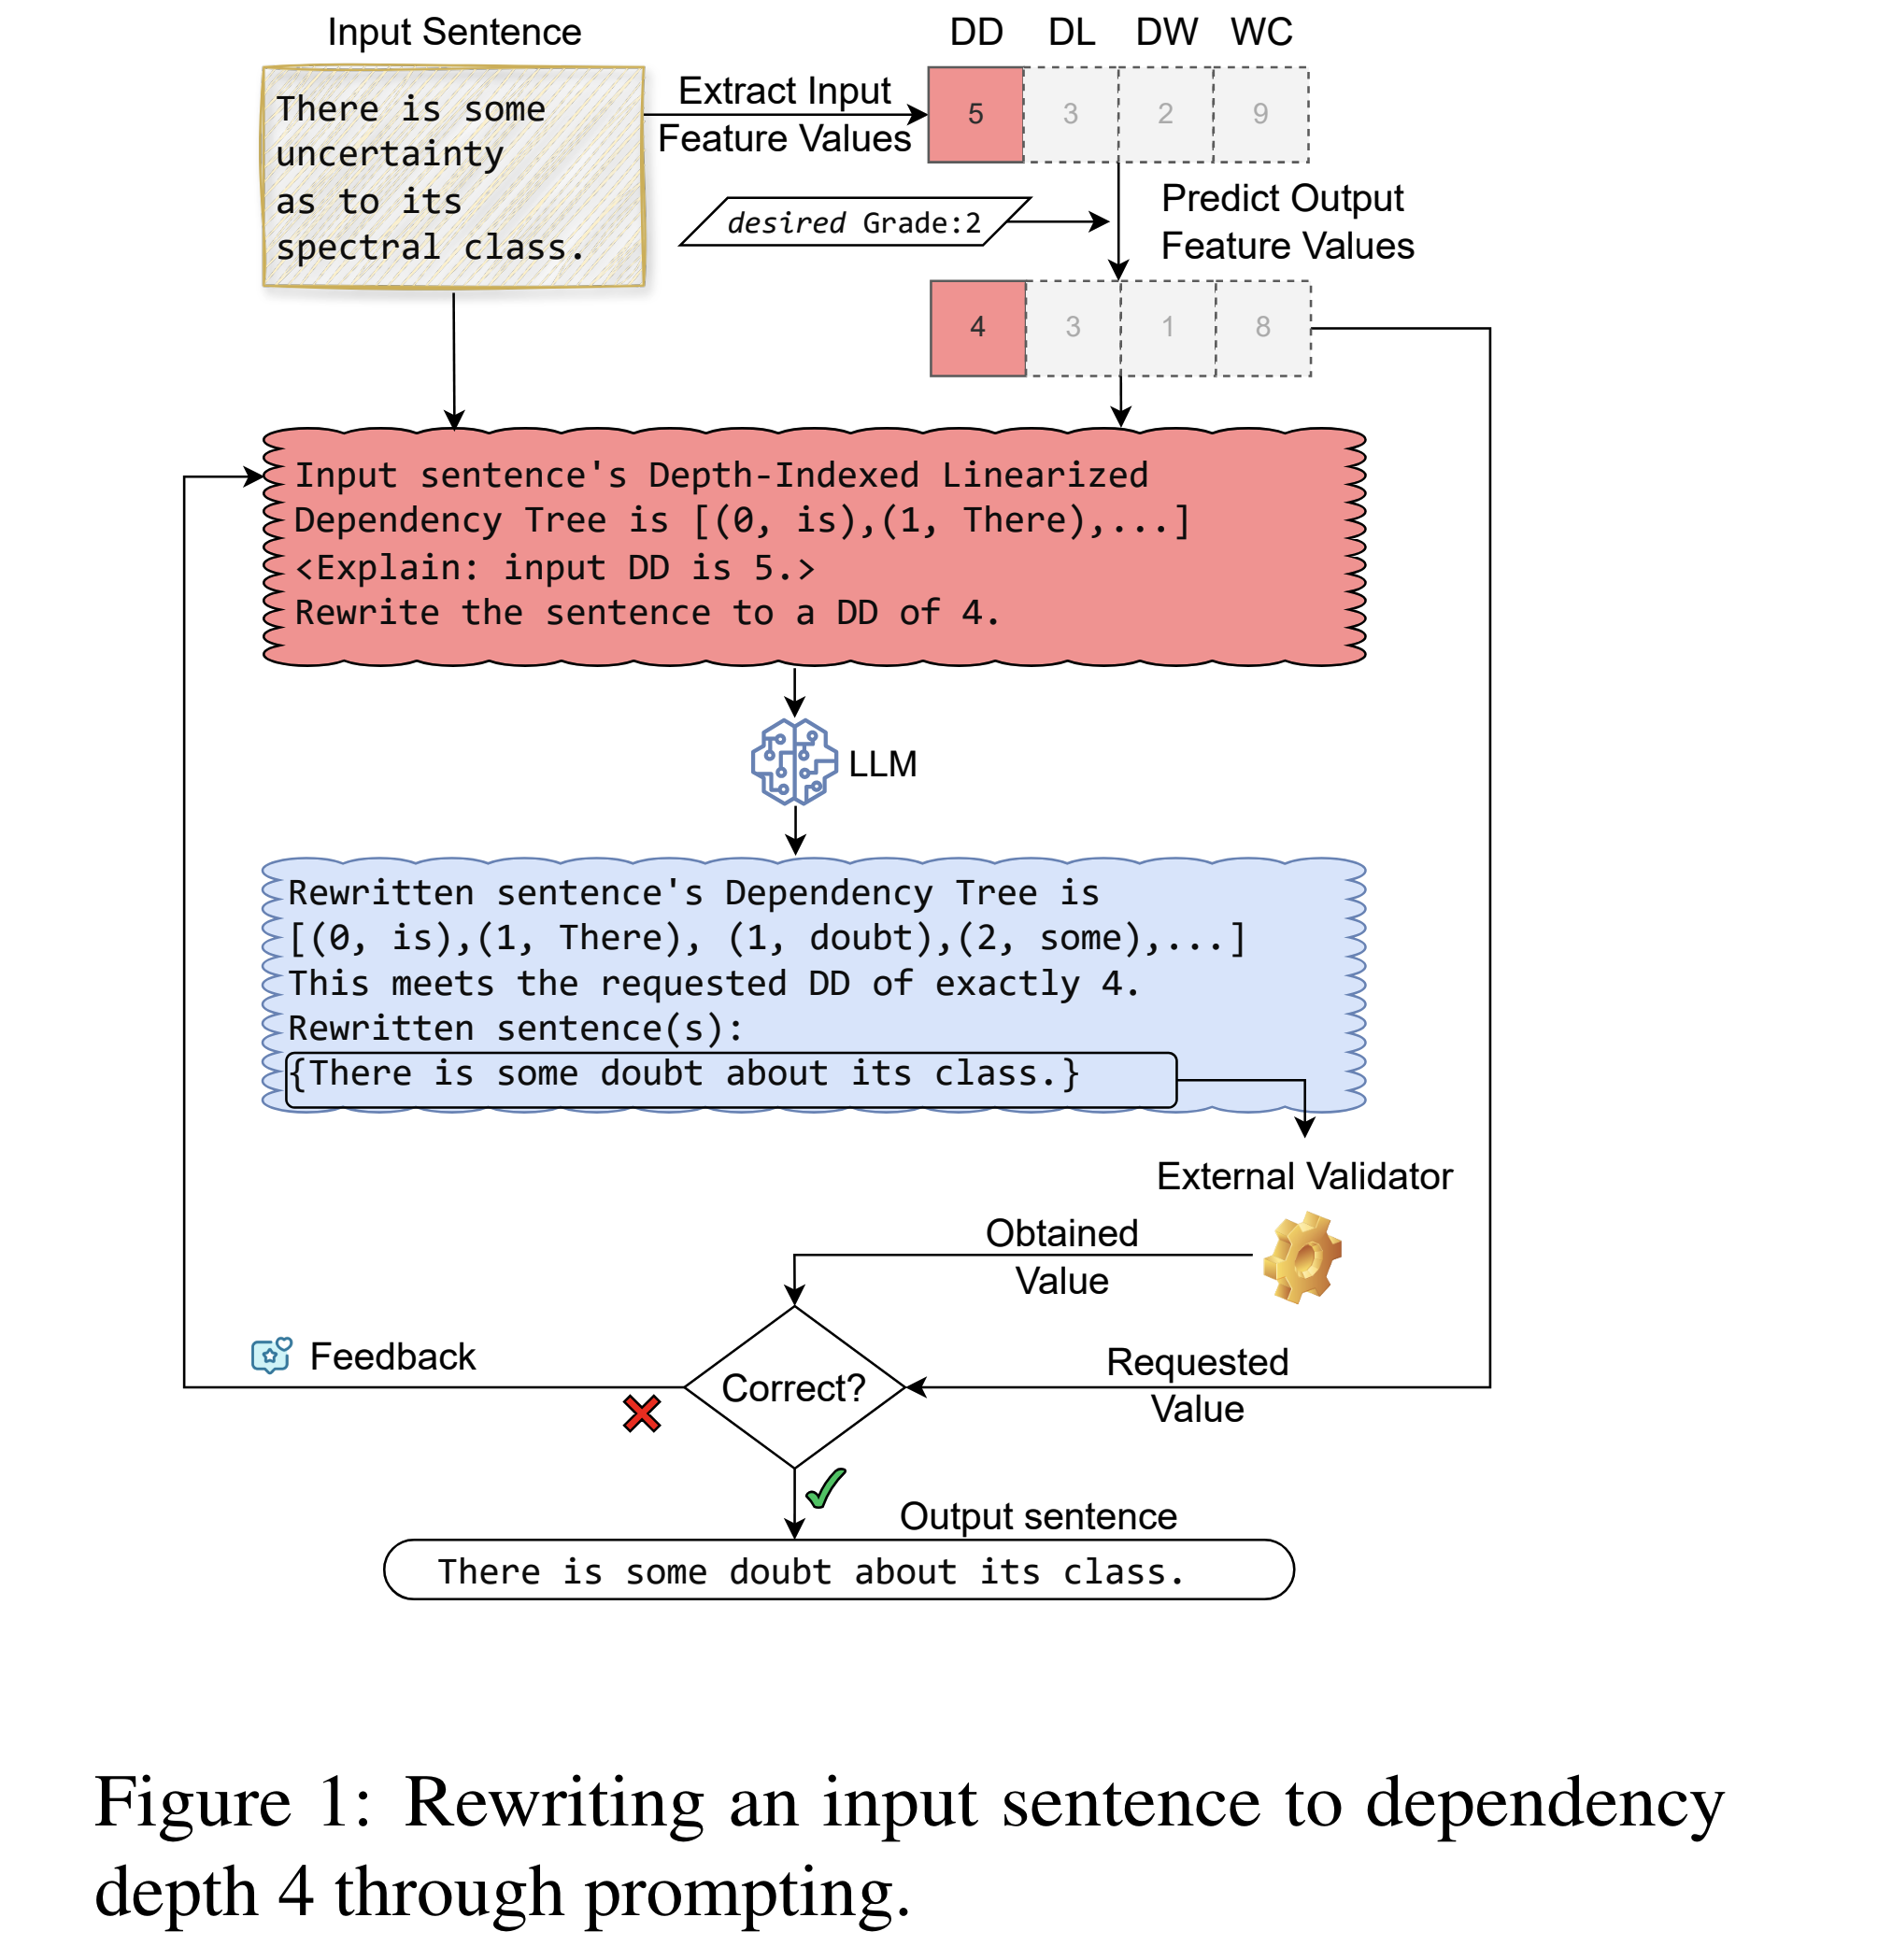 Input Sentence
DD DL DW WC
There is some
uncertainty
as to its
spectral class.
Extract Input
Feature Values
5 3 2 9
desired Grade:2
Predict Output
Feature Values
4 3 1 8
Input sentence's Depth-Indexed Linearized
Dependency Tree is [(0, is),(1, There),...]
<Explain: input DD is 5.>
Rewrite the sentence to a DD of 4.
LLM
Rewritten sentence's Dependency Tree is
[(0, is),(1, There), (1, doubt),(2, some),...]
This meets the requested DD of exactly 4.
Rewritten sentence(s):
{There is some doubt about its class.}
External Validator
Obtained
Value
Feedback
Correct?
Requested
Value
Output sentence
There is some doubt about its class.
Figure 1: Rewriting an input sentence to dependency
depth 4 through prompting.